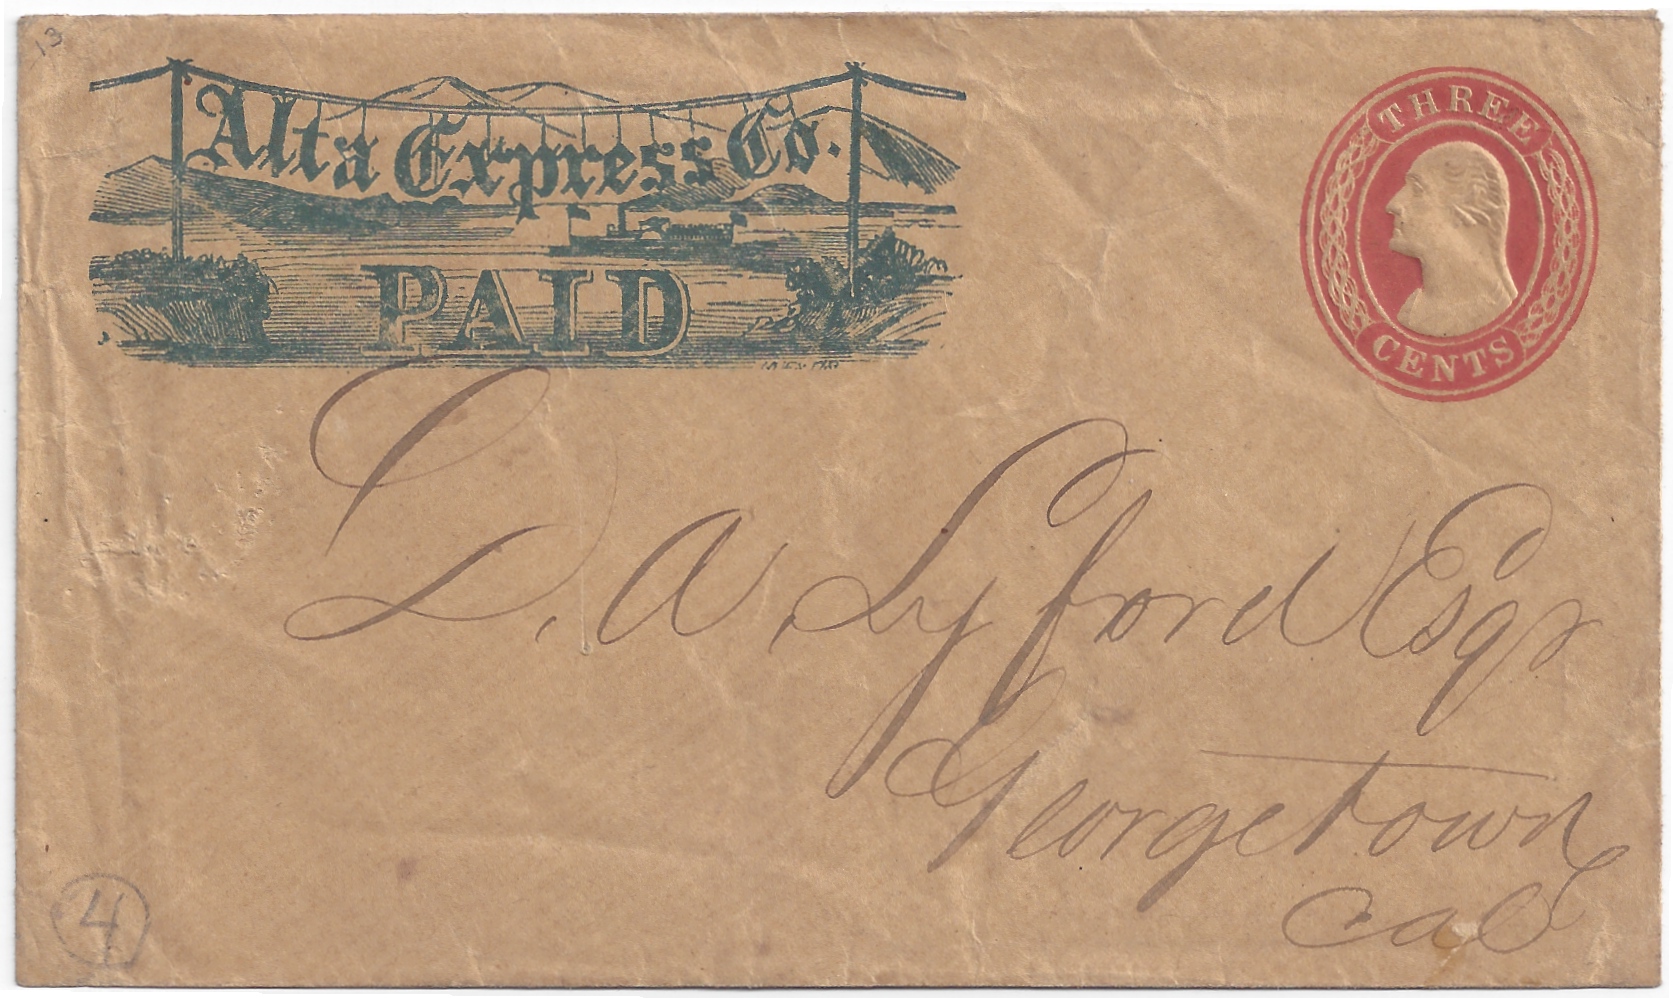 13
Alta Express Co.
PAID
THREE
CENTS
L. A. Lyford Esqr
Georgetown
Cal
4